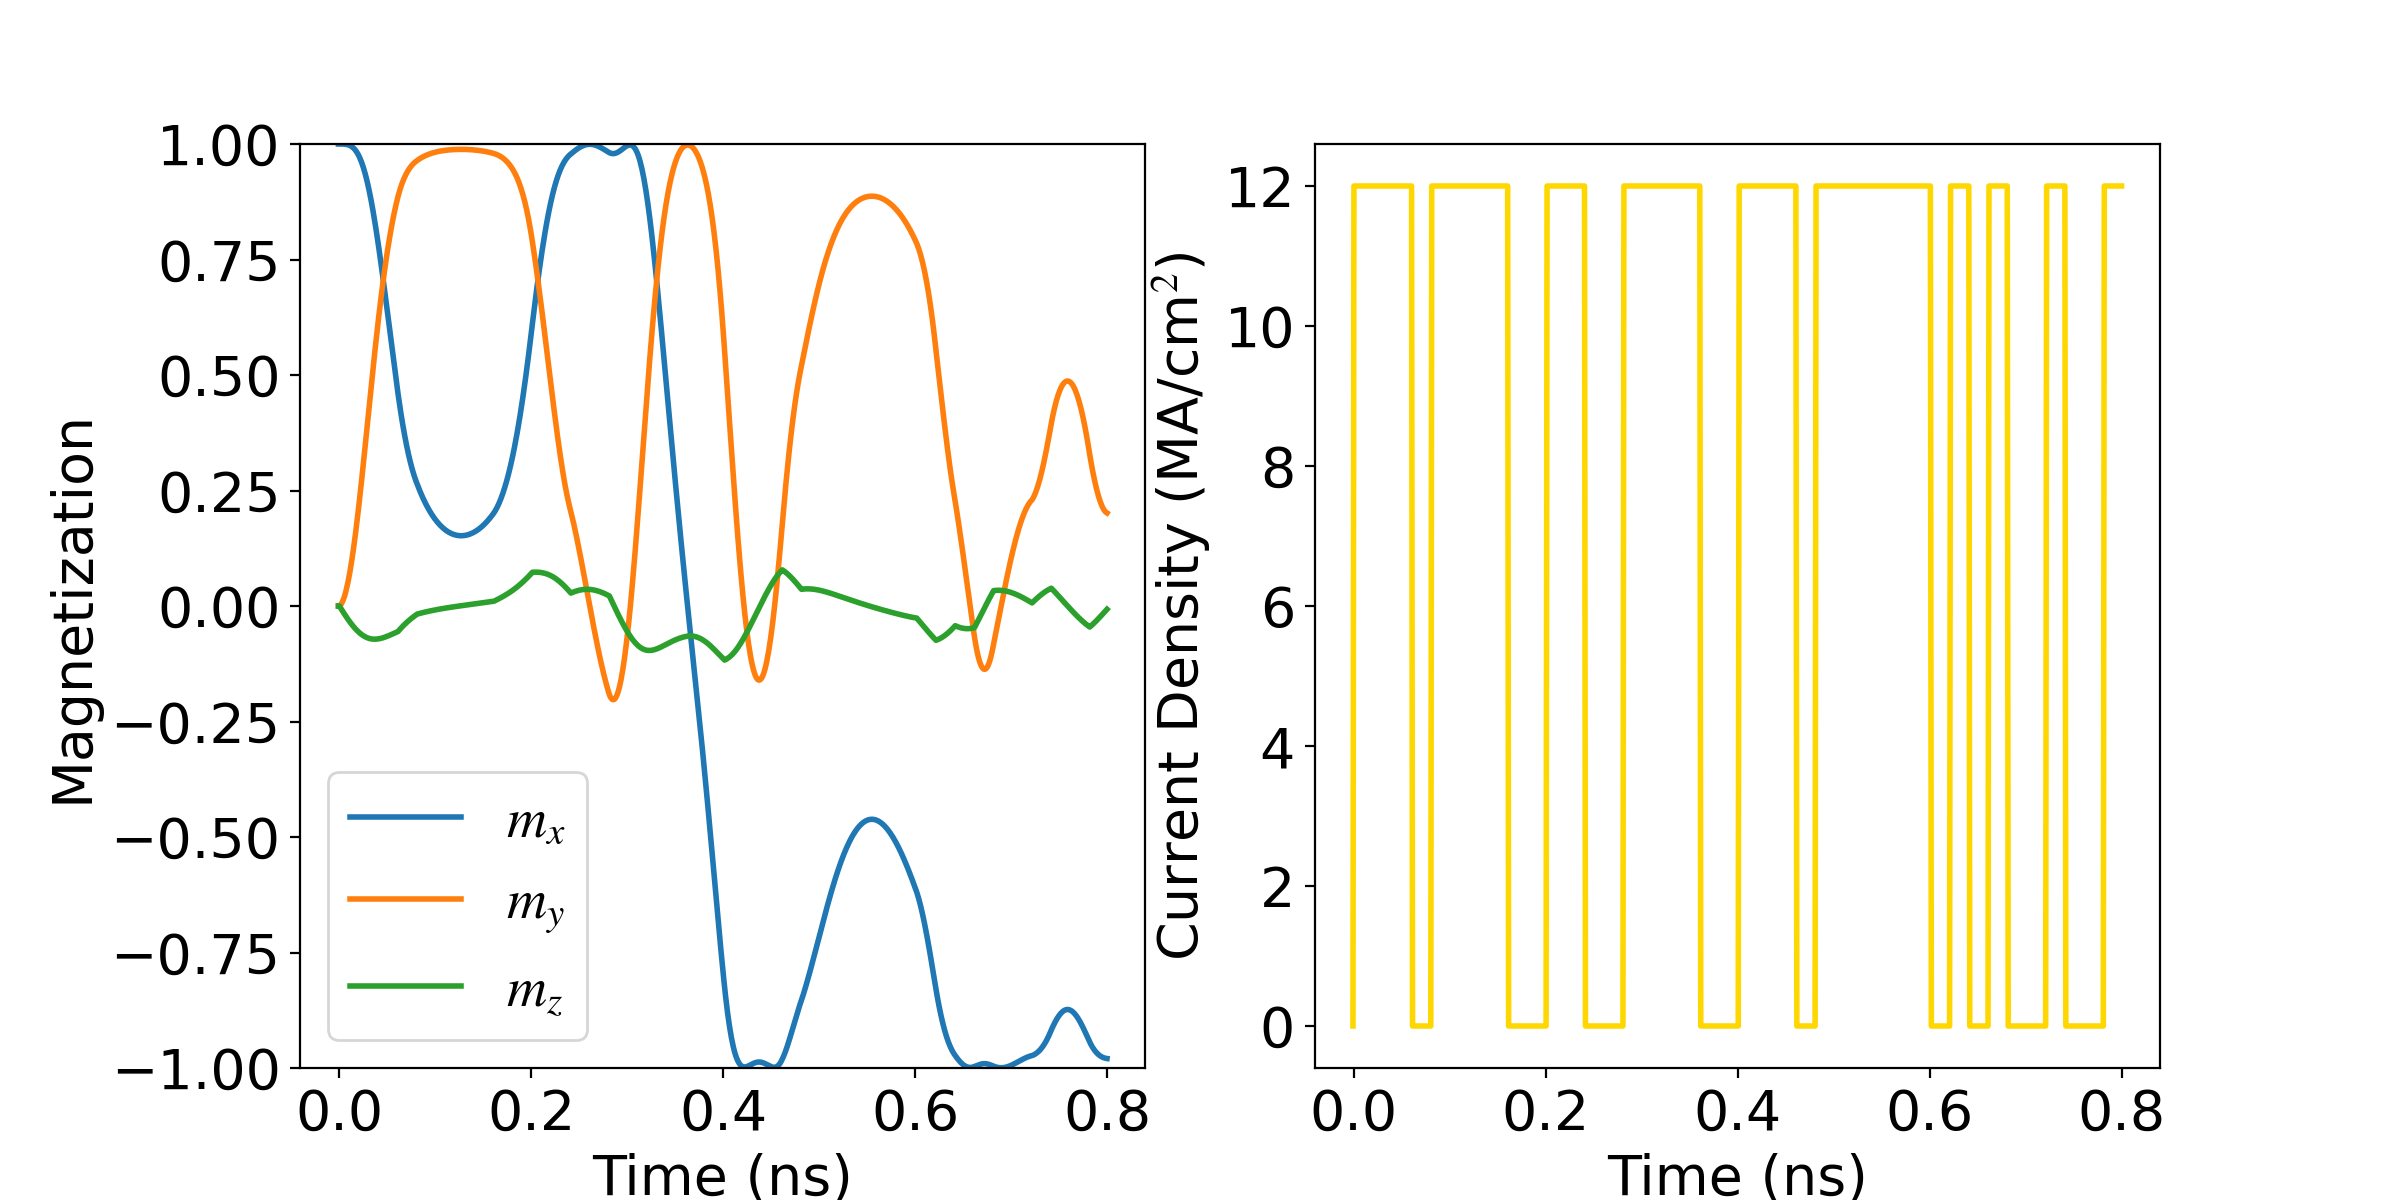 Magnetization
1.00
0.75
0.50
0.25
0.00
−0.25
−0.50
−0.75
−1.00
m_x
m_y
m_z
0.0 0.2 0.4 0.6 0.8
Time (ns)
Current Density (MA/cm²)
12
10
8
6
4
2
0
0.0 0.2 0.4 0.6 0.8
Time (ns)